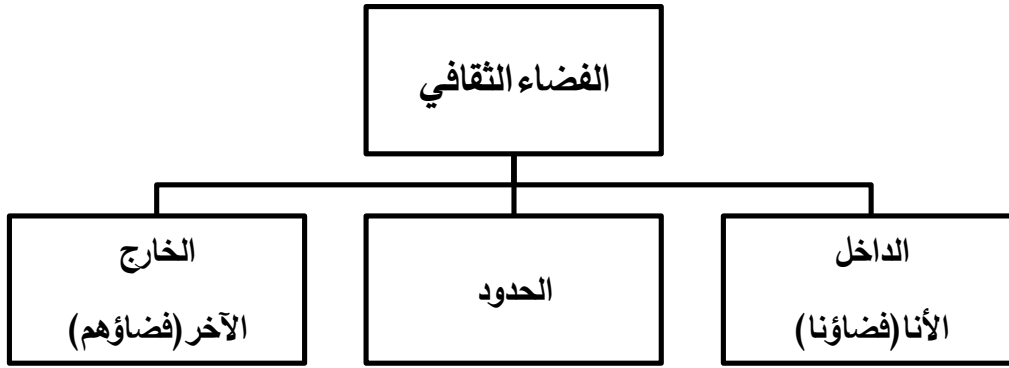 الفضاء الثقافي
الداخل
الأنا (فضاؤنا)
الحدود
الخارج
الآخر (فضاؤهم)